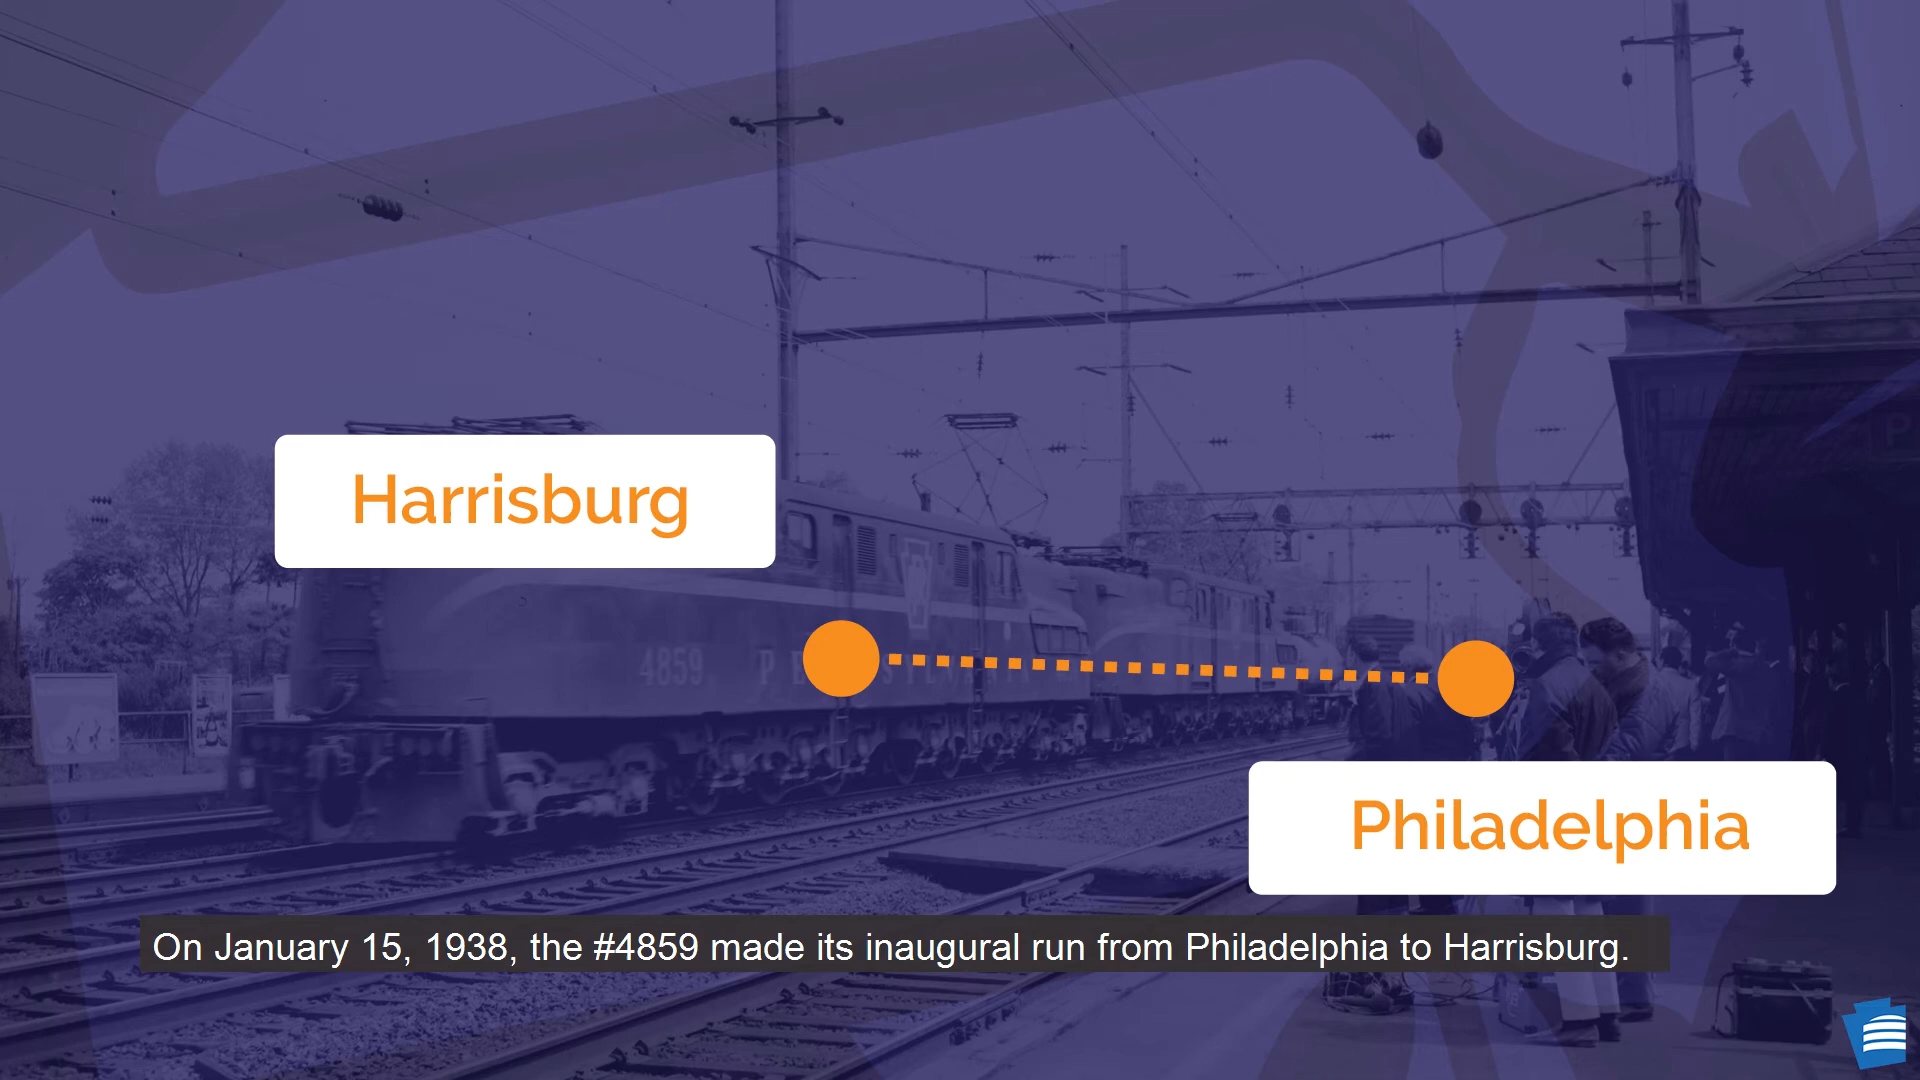 Harrisburg
4859
Philadelphia
On January 15, 1938, the #4859 made its inaugural run from Philadelphia to Harrisburg.